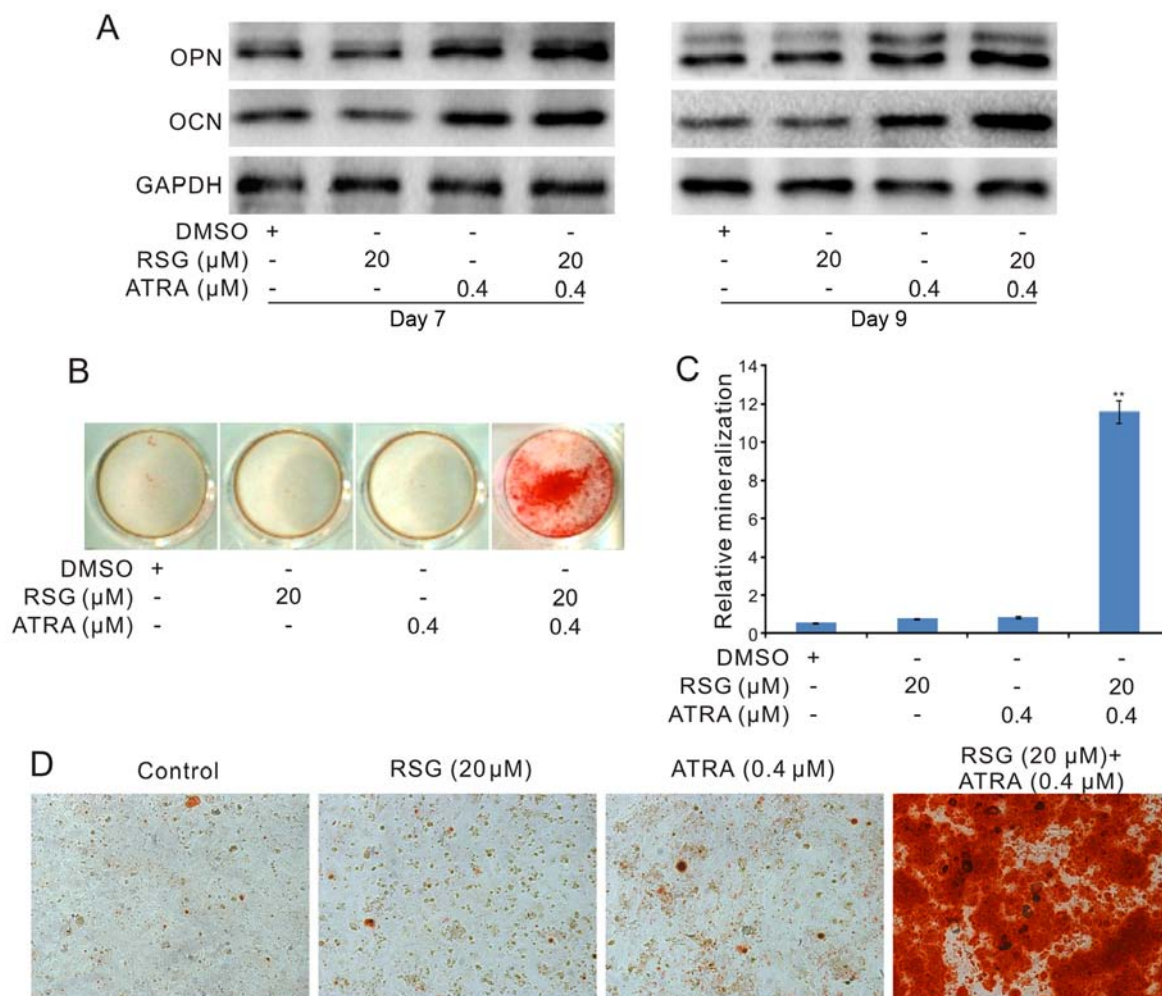 A
OPN
OCN
GAPDH
DMSO + - - - + - - -
RSG (µM) - 20 - 20 - 20 - 20
ATRA (µM) - - 0.4 0.4 - - 0.4 0.4
Day 7 Day 9
B
DMSO + - - -
RSG (µM) - 20 - 20
ATRA (µM) - - 0.4 0.4
C
Relative mineralization
14
12
10
8
6
4
2
0
**
DMSO + - - -
RSG (µM) - 20 - 20
ATRA (µM) - - 0.4 0.4
D
Control
RSG (20 µM)
ATRA (0.4 µM)
RSG (20 µM)+
ATRA (0.4 µM)